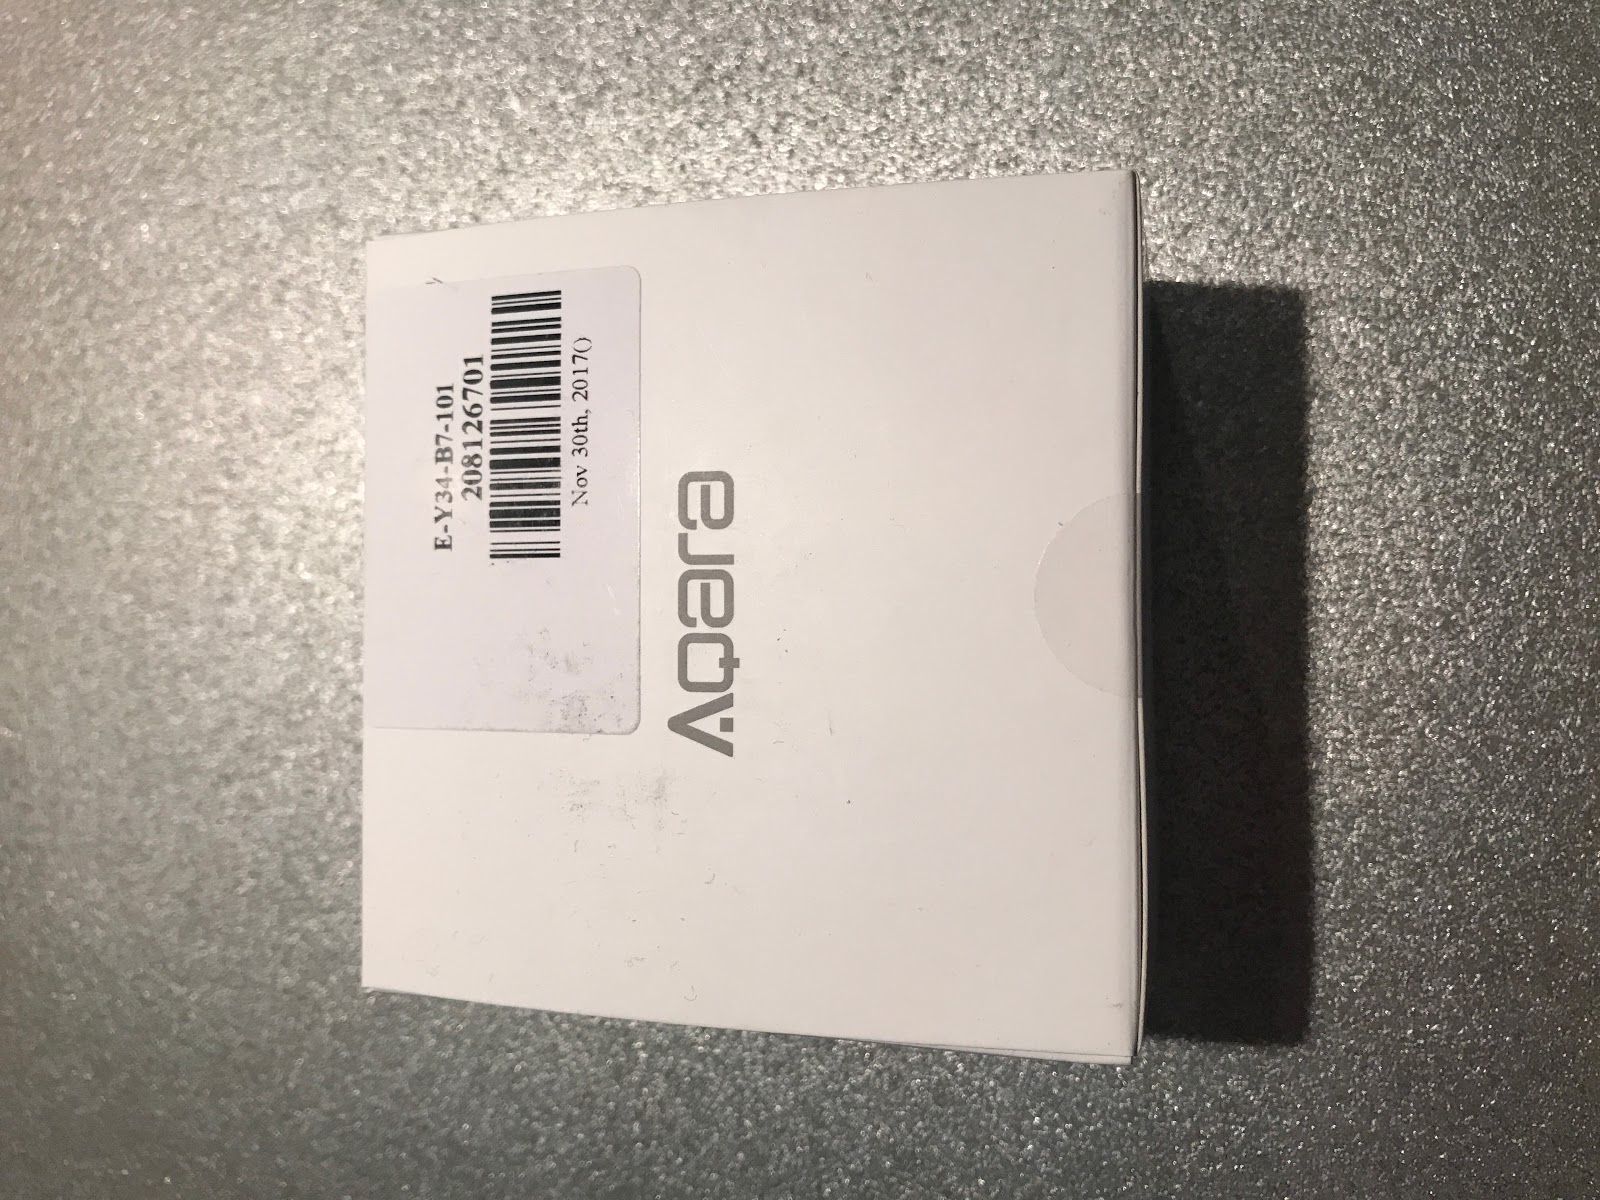 E-Y34-B7-101
208126701
Nov 30th, 2017()
Aqara